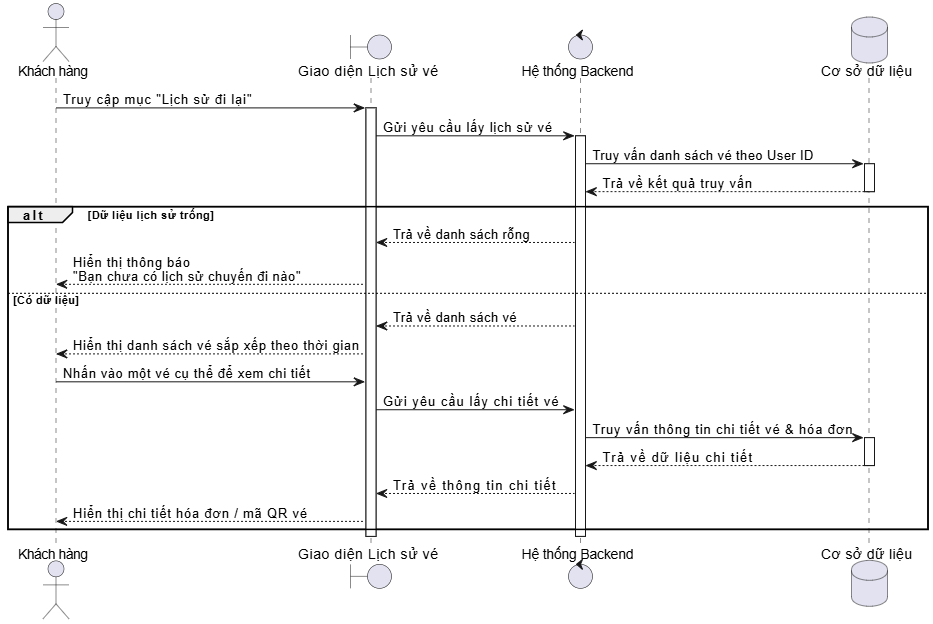 Khách hàng
Giao diện Lịch sử vé
Hệ thống Backend
Cơ sở dữ liệu
Truy cập mục "Lịch sử đi lại"
Gửi yêu cầu lấy lịch sử vé
Truy vấn danh sách vé theo User ID
Trả về kết quả truy vấn
alt
[Dữ liệu lịch sử trống]
Trả về danh sách rỗng
Hiển thị thông báo
"Bạn chưa có lịch sử chuyến đi nào"
[Có dữ liệu]
Trả về danh sách vé
Hiển thị danh sách vé sắp xếp theo thời gian
Nhấn vào một vé cụ thể để xem chi tiết
Gửi yêu cầu lấy chi tiết vé
Truy vấn thông tin chi tiết vé & hóa đơn
Trả về dữ liệu chi tiết
Trả về thông tin chi tiết
Hiển thị chi tiết hóa đơn / mã QR vé
Khách hàng
Giao diện Lịch sử vé
Hệ thống Backend
Cơ sở dữ liệu